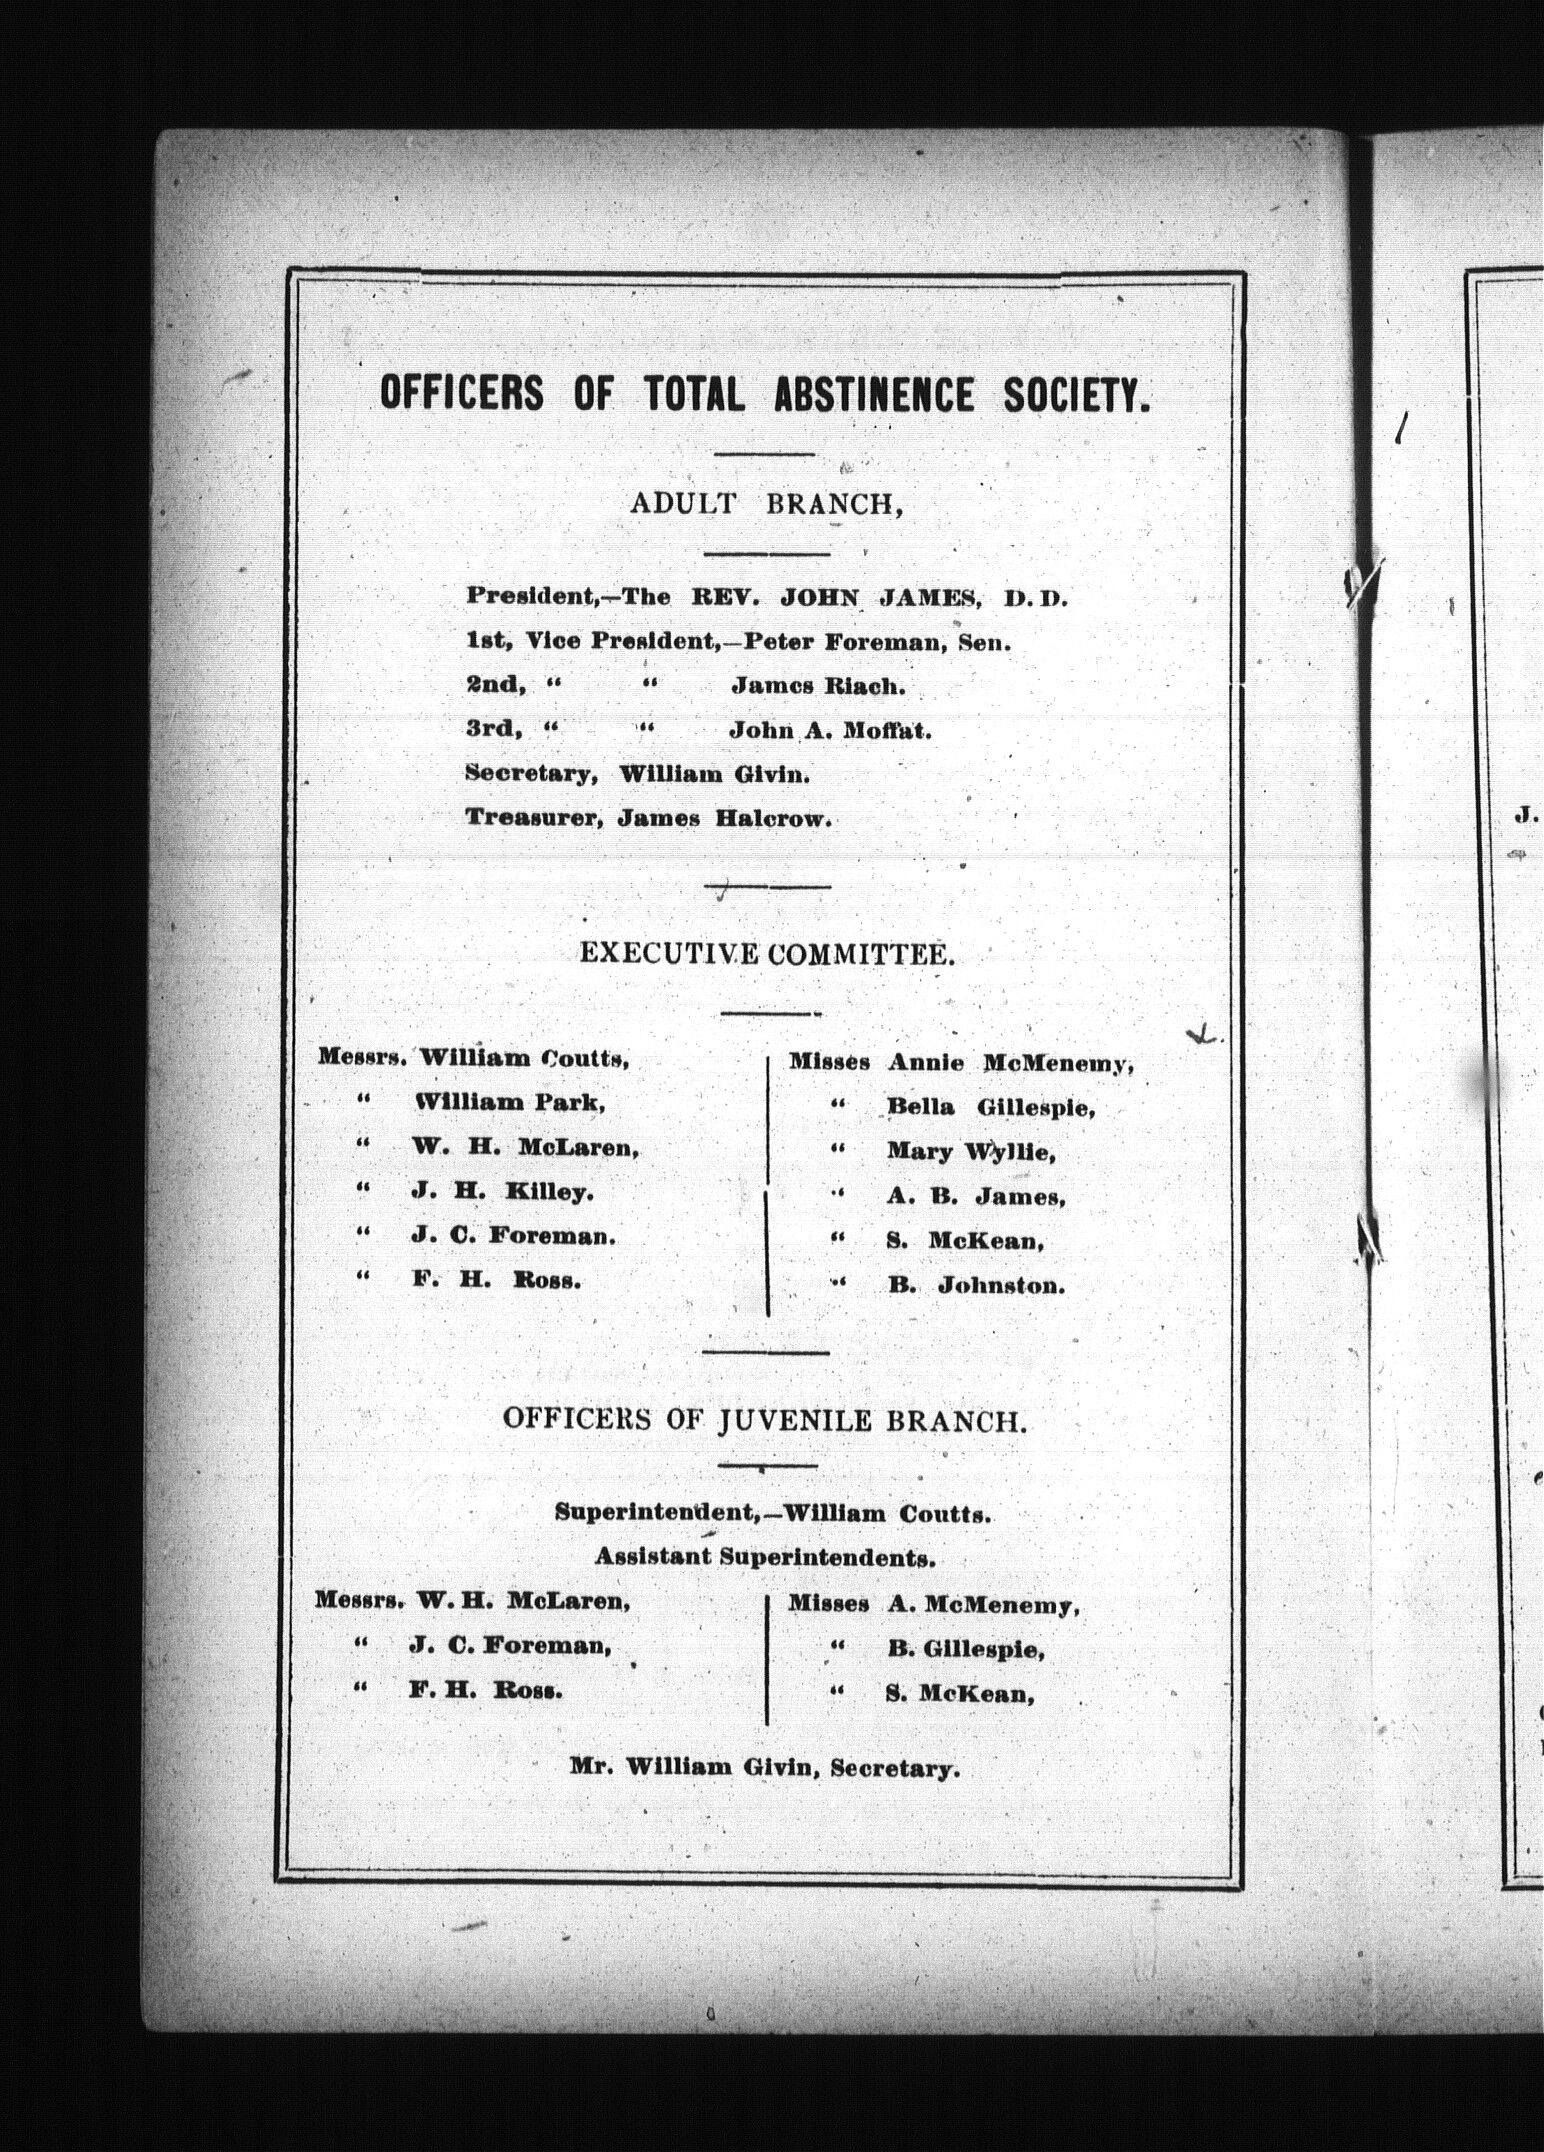 OFFICERS OF TOTAL ABSTINENCE SOCIETY.
ADULT BRANCH,
President,—The REV. JOHN JAMES, D. D.
1st, Vice President,—Peter Foreman, Sen.
2nd, “ “ James Riach.
3rd, “ “ John A. Moffat.
Secretary, William Givin.
Treasurer, James Halcrow.
EXECUTIVE COMMITTEE.
Messrs. William Coutts,
“ William Park,
“ W. H. McLaren,
“ J. H. Killey.
“ J. C. Foreman.
“ F. H. Ross.
Misses Annie McMenemy,
“ Bella Gillespie,
“ Mary Wyllie,
“ A. B. James,
“ S. McKean,
“ B. Johnston.
OFFICERS OF JUVENILE BRANCH.
Superintendent,—William Coutts.
Assistant Superintendents.
Messrs. W. H. McLaren,
“ J. C. Foreman,
“ F. H. Ross.
Misses A. McMenemy,
“ B. Gillespie,
“ S. McKean,
Mr. William Givin, Secretary.
J.